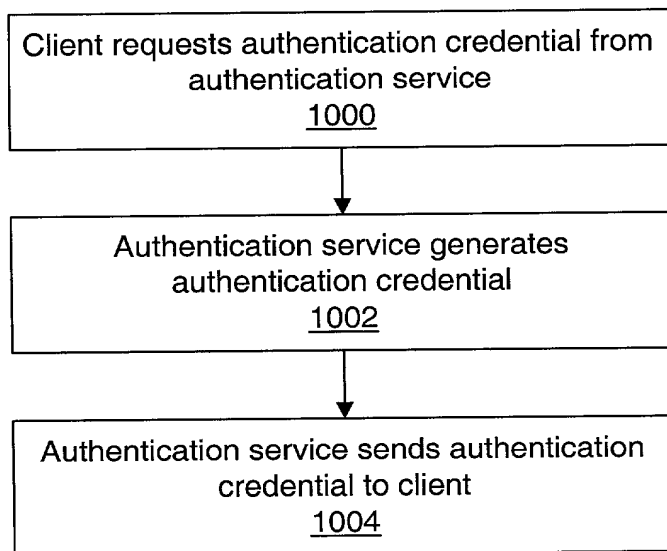 Client requests authentication credential from
authentication service
1000
Authentication service generates
authentication credential
1002
Authentication service sends authentication
credential to client
1004